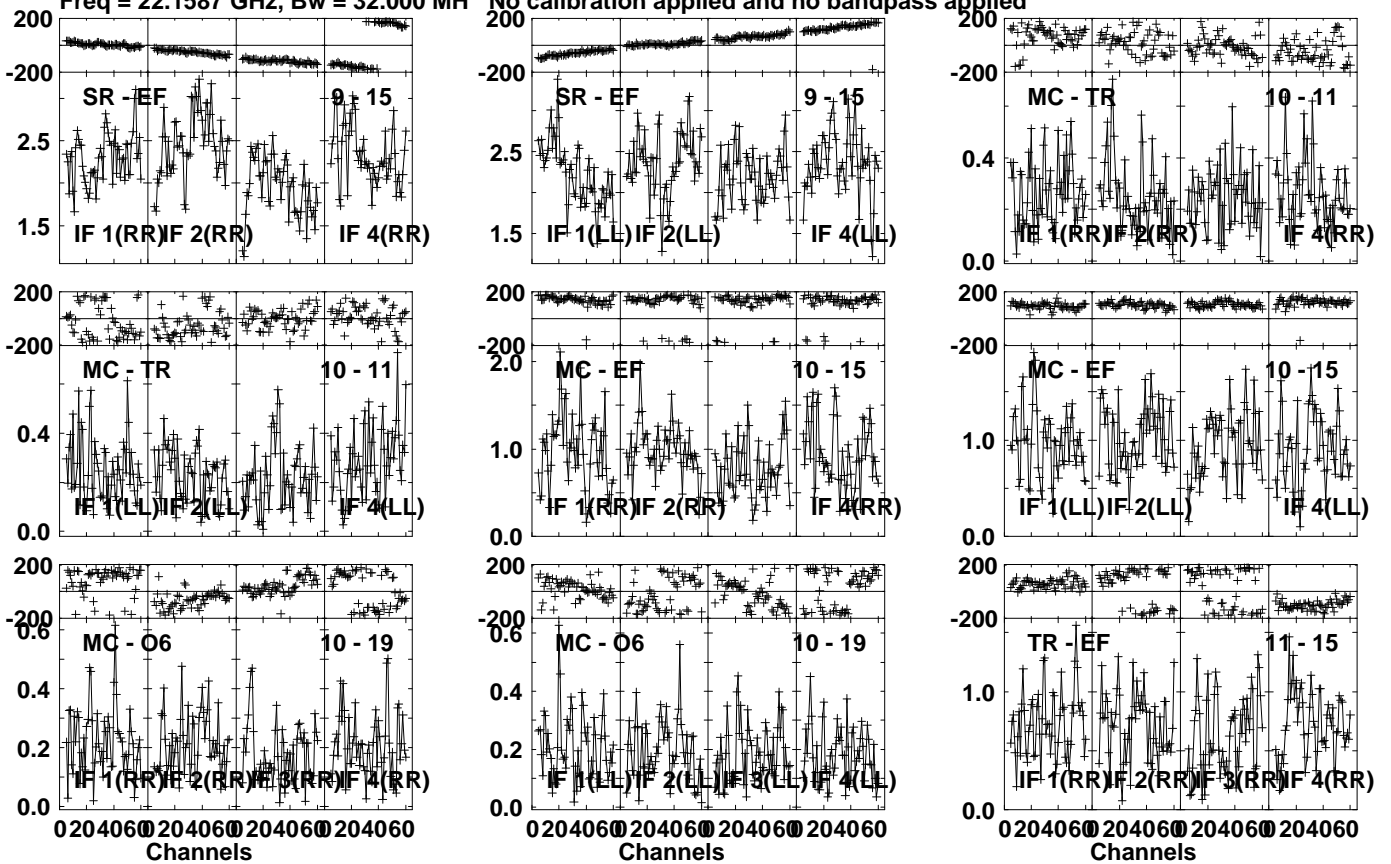 Freq = 22.1587 GHz, Bw = 32.000 MH No calibration applied and no bandpass applied
200
-200
SR - EF 9 - 15
2.5
1.5
IF 1(RR) IF 2(RR) IF 4(RR)
200
-200
SR - EF 9 - 15
2.5
1.5
IF 1(LL) IF 2(LL) IF 4(LL)
200
-200
MC - TR 10 - 11
0.4
0.0
IF 1(RR) IF 2(RR) IF 4(RR)
200
-200
MC - TR 10 - 11
0.4
0.0
IF 1(LL) IF 2(LL) IF 4(LL)
200
-200
2.0
MC - EF 10 - 15
1.0
0.0
IF 1(RR) IF 2(RR) IF 4(RR)
200
-200
MC - EF 10 - 15
1.0
0.0
IF 1(LL) IF 2(LL) IF 4(LL)
200
-200
0.6
MC - O6 10 - 19
0.4
0.2
0.0
IF 1(RR) IF 2(RR) IF 3(RR) IF 4(RR)
0 20 40 60 0 20 40 60 0 20 40 60 0 20 40 60
Channels
200
-200
0.6
MC - O6 10 - 19
0.4
0.2
0.0
IF 1(LL) IF 2(LL) IF 3(LL) IF 4(LL)
0 20 40 60 0 20 40 60 0 20 40 60 0 20 40 60
Channels
200
-200
TR - EF 11 - 15
1.0
0.0
IF 1(RR) IF 2(RR) IF 3(RR) IF 4(RR)
0 20 40 60 0 20 40 60 0 20 40 60 0 20 40 60
Channels